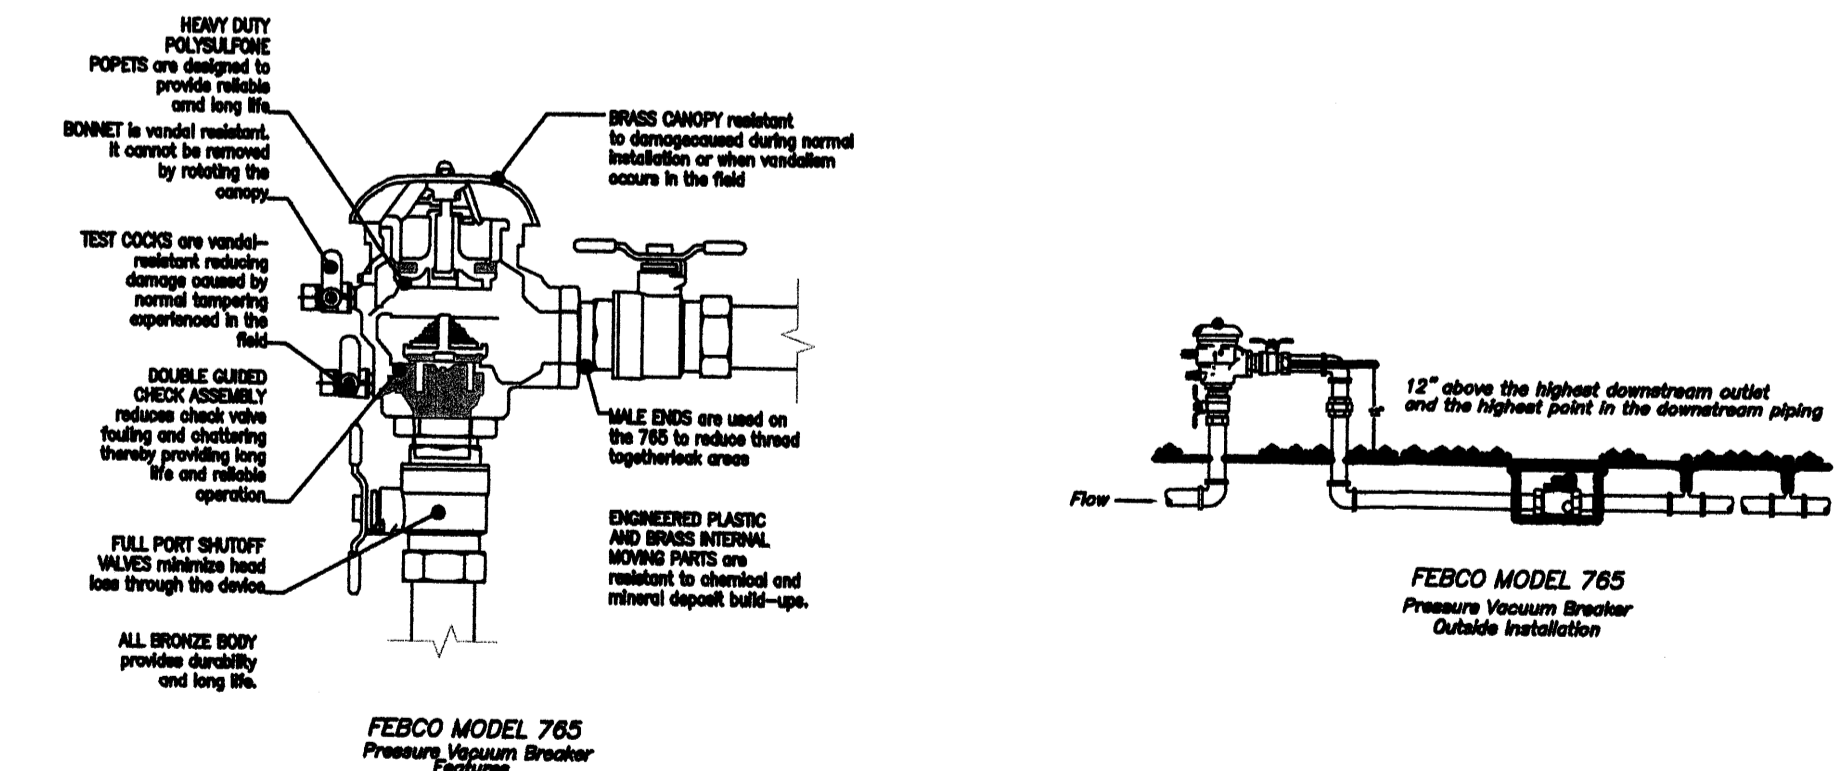 HEAVY DUTY
POLYSULFONE
POPETS are designed to
provide reliable
amd long life
BONNET is vandal resistant.
It cannot be removed
by rotating the
canopy
TEST COCKS are vandal-
resistant reducing
damage caused by
normal tampering
experienced in the
field
DOUBLE GUIDED
CHECK ASSEMBLY
reduces check valve
fouling and chattering
thereby providing long
life and reliable
operation
FULL PORT SHUTOFF
VALVES minimize head
loss through the device
ALL BRONZE BODY
provides durability
and long life.
BRASS CANOPY resistant
to damagecaused during normal
installation or when vandalism
occurs in the field
MALE ENDS are used on
the 765 to reduce thread
togetherleak areas
ENGINEERED PLASTIC
AND BRASS INTERNAL
MOVING PARTS are
resistant to chemical and
mineral deposit build-ups.
FEBCO MODEL 765
Pressure Vacuum Breaker
Features
12" above the highest downstream outlet
and the highest point in the downstream piping
Flow
FEBCO MODEL 765
Pressure Vacuum Breaker
Outside Installation